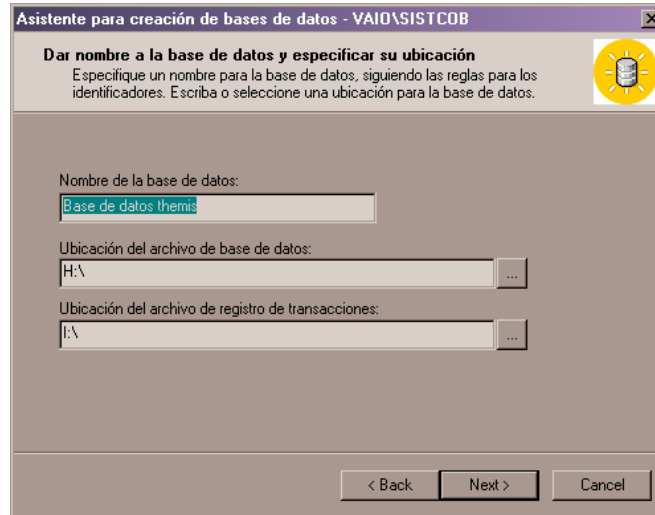 Asistente para creación de bases de datos - VAIO\SISTCOB
Dar nombre a la base de datos y especificar su ubicación
Especifique un nombre para la base de datos, siguiendo las reglas para los
identificadores. Escriba o seleccione una ubicación para la base de datos.
Nombre de la base de datos:
Base de datos themis
Ubicación del archivo de base de datos:
H:\
...
Ubicación del archivo de registro de transacciones:
I:\
...
< Back
Next >
Cancel